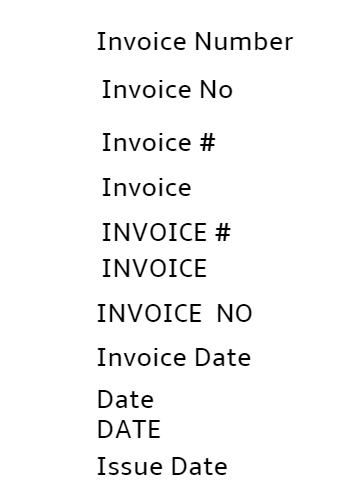 Invoice Number
Invoice No
Invoice #
Invoice
INVOICE #
INVOICE
INVOICE  NO
Invoice Date
Date
DATE
Issue Date